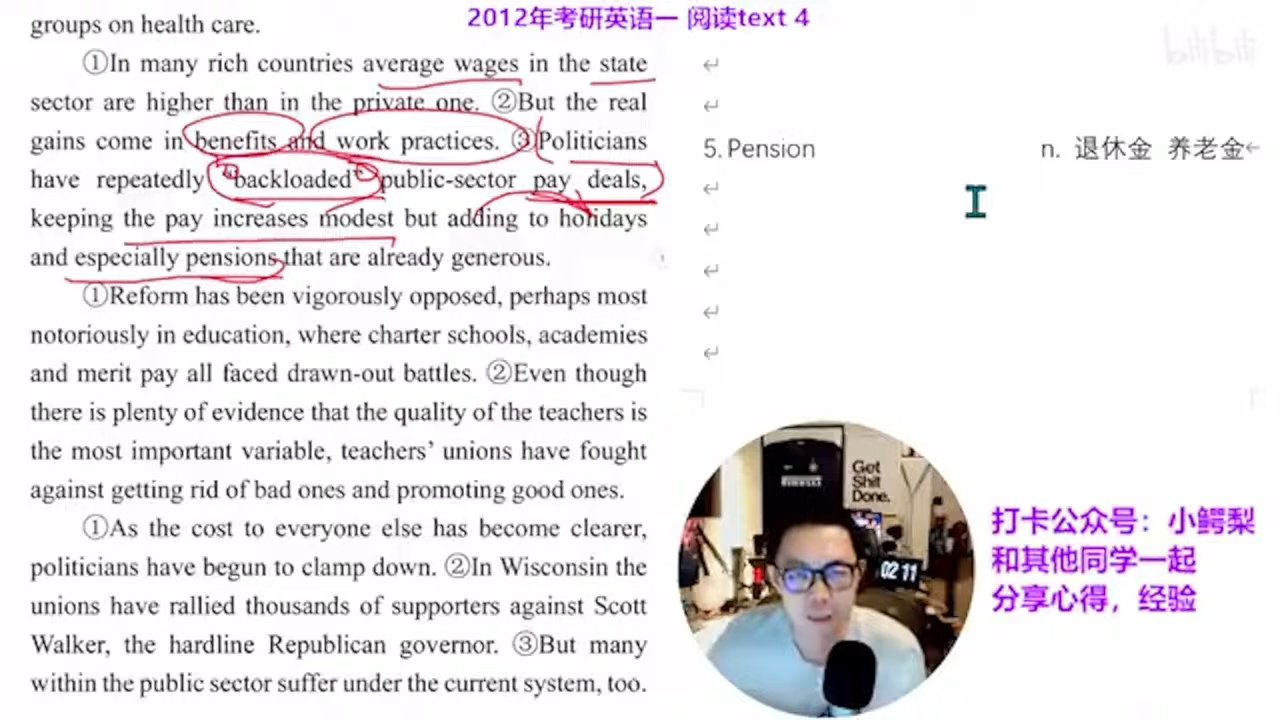 2012年考研英语一 阅读text 4
bilibili
groups on health care.
①In many rich countries average wages in the state
sector are higher than in the private one. ②But the real
gains come in benefits and work practices. ③Politicians
have repeatedly "backloaded" public-sector pay deals,
keeping the pay increases modest but adding to holidays
and especially pensions that are already generous.
①Reform has been vigorously opposed, perhaps most
notoriously in education, where charter schools, academies
and merit pay all faced drawn-out battles. ②Even though
there is plenty of evidence that the quality of the teachers is
the most important variable, teachers' unions have fought
against getting rid of bad ones and promoting good ones.
①As the cost to everyone else has become clearer,
politicians have begun to clamp down. ②In Wisconsin the
unions have rallied thousands of supporters against Scott
Walker, the hardline Republican governor. ③But many
within the public sector suffer under the current system, too.
5. Pension n. 退休金 养老金
Get
Shit
Done.
02 11
打卡公众号：小鳄梨
和其他同学一起
分享心得，经验